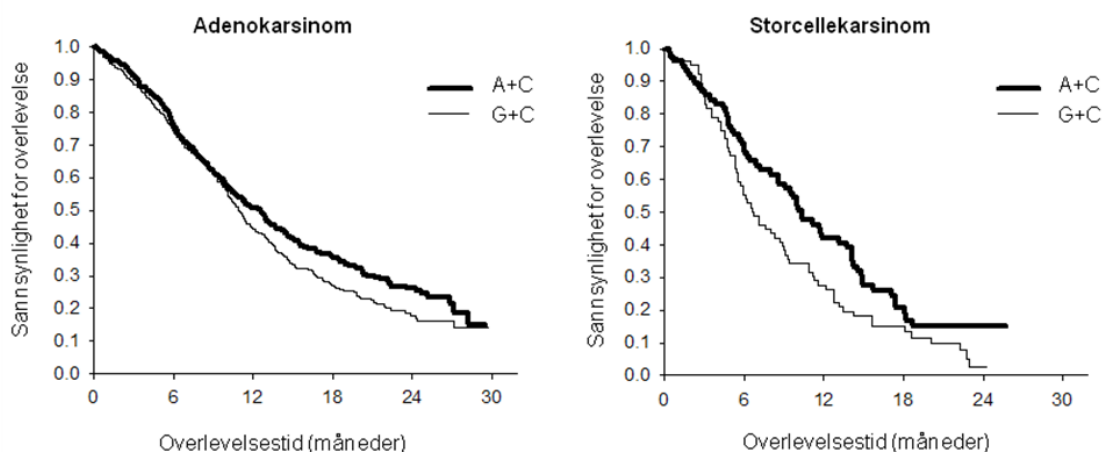 Adenokarsinom
Sannsynlighet for overlevelse
1.0
0.9
0.8
0.7
0.6
0.5
0.4
0.3
0.2
0.1
0.0
A+C
G+C
0 6 12 18 24 30
Overlevelsestid (måneder)
Storcellekarsinom
Sannsynlighet for overlevelse
1.0
0.9
0.8
0.7
0.6
0.5
0.4
0.3
0.2
0.1
0.0
A+C
G+C
0 6 12 18 24 30
Overlevelsestid (måneder)